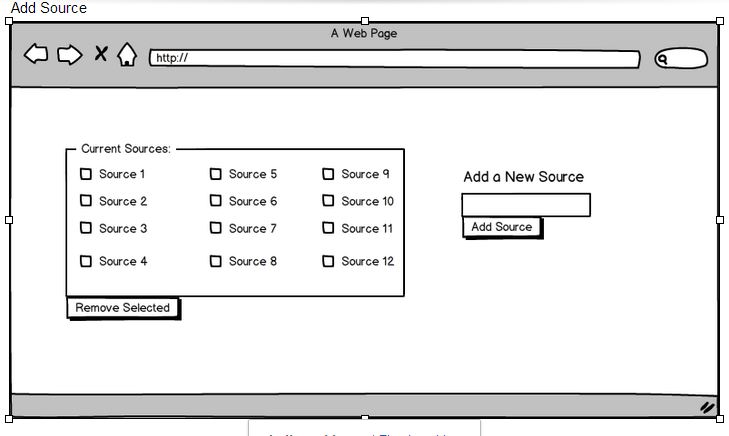 Add Source
A Web Page
http://
Current Sources:
Source 1
Source 2
Source 3
Source 4
Source 5
Source 6
Source 7
Source 8
Source 9
Source 10
Source 11
Source 12
Remove Selected
Add a New Source
Add Source